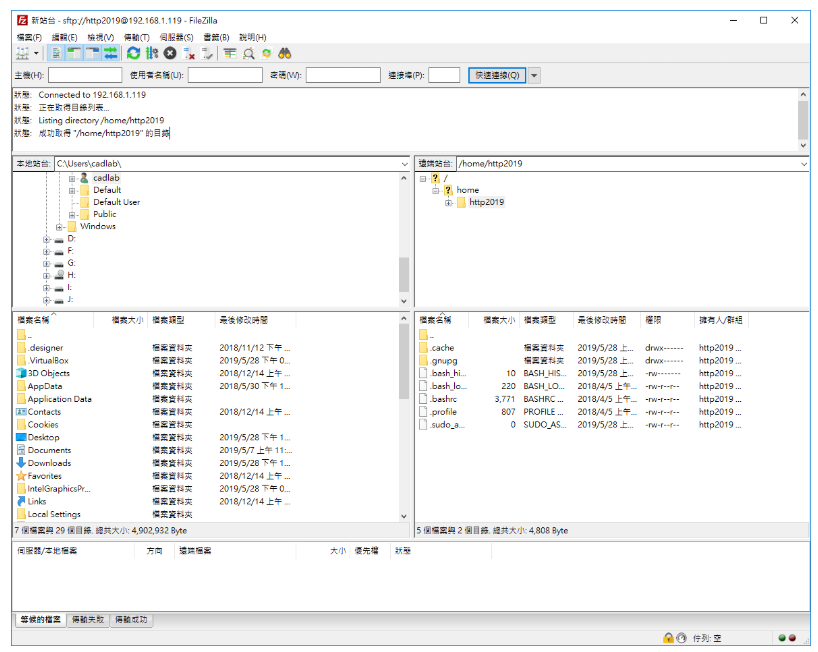 新站台 - sftp://http2019@192.168.1.119 - FileZilla
檔案(F) 編輯(E) 檢視(V) 傳輸(T) 伺服器(S) 書籤(B) 說明(H)
主機(H): 使用者名稱(U): 密碼(W): 連接埠(P): 快速連線(Q)
狀態: Connected to 192.168.1.119
狀態: 正在取得目錄列表...
狀態: Listing directory /home/http2019
狀態: 成功取得 "/home/http2019" 的目錄
本地站台: C:\Users\cadlab\
cadlab
Default
Default User
Public
Windows
D:
F:
G:
H:
I:
J:
遠端站台: /home/http2019
/
home
http2019
檔案名稱 檔案大小 檔案類型 最後修改時間
..
.designer 檔案資料夾 2018/11/12 下午 ...
.VirtualBox 檔案資料夾 2019/5/28 下午 0...
3D Objects 檔案資料夾 2018/12/14 上午 ...
AppData 檔案資料夾 2018/5/30 下午 1...
Application Data 檔案資料夾
Contacts 檔案資料夾 2018/12/14 上午 ...
Cookies 檔案資料夾
Desktop 檔案資料夾 2019/5/28 下午 1...
Documents 檔案資料夾 2019/5/7 上午 11:...
Downloads 檔案資料夾 2019/5/28 下午 1...
Favorites 檔案資料夾 2018/12/14 上午 ...
IntelGraphicsPr... 檔案資料夾 2019/5/28 下午 0...
Links 檔案資料夾 2018/12/14 上午 ...
Local Settings 檔案資料夾
7 個檔案與 29 個目錄. 總共大小: 4,902,932 Byte
檔案名稱 檔案大小 檔案類型 最後修改時間 權限 擁有人/群組
..
.cache 檔案資料夾 2019/5/28 上... drwx------ http2019 ...
.gnupg 檔案資料夾 2019/5/28 上... drwx------ http2019 ...
.bash_hi... 10 BASH_HIS... 2019/5/28 上... -rw------- http2019 ...
.bash_lo... 220 BASH_LO... 2018/4/5 上午... -rw-r--r-- http2019 ...
.bashrc 3,771 BASHRC ... 2018/4/5 上午... -rw-r--r-- http2019 ...
.profile 807 PROFILE ... 2018/4/5 上午... -rw-r--r-- http2019 ...
.sudo_a... 0 SUDO_AS... 2019/5/28 上... -rw-r--r-- http2019 ...
5 個檔案與 2 個目錄. 總共大小: 4,808 Byte
伺服器/本地檔案 方向 遠端檔案 大小 優先權 狀態
等候的檔案 傳輸失敗 傳輸成功
佇列: 空